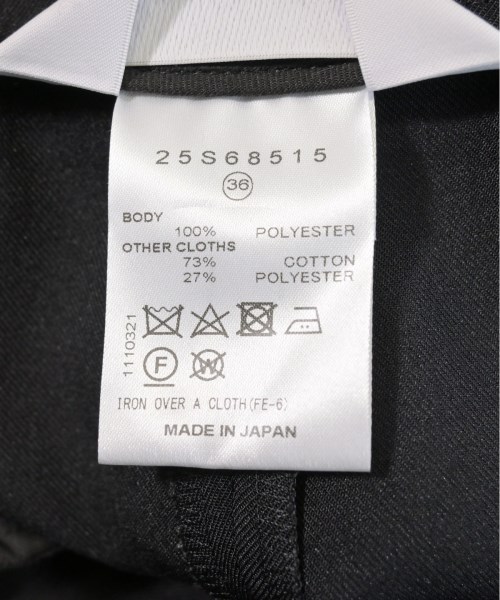 25S68515
36
BODY
100% POLYESTER
OTHER CLOTHS
73% COTTON
27% POLYESTER
1110321
F W
IRON OVER A CLOTH(FE-6)
MADE IN JAPAN